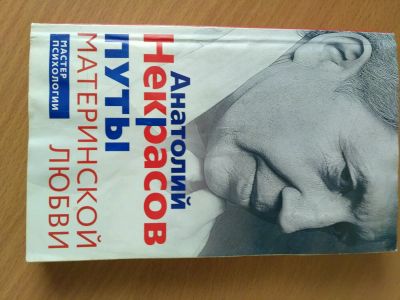 Анатолий
Некрасов
ПУТЫ
МАТЕРИНСКОЙ
ЛЮБВИ
МАСТЕР
ПСИХОЛОГИИ